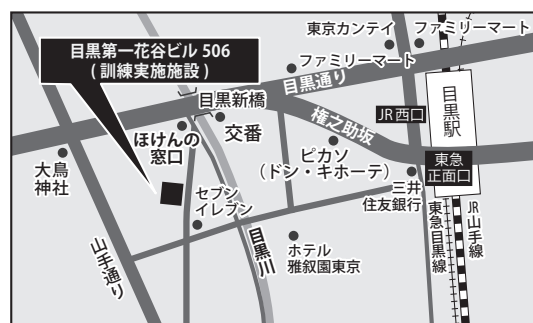 目黒第一花谷ビル 506
( 訓練実施施設 )
東京カンテイ
ファミリーマート
ファミリーマート
目黒通り
目黒駅
目黒新橋
権之助坂
JR 西口
ほけんの
窓口
交番
ピカソ
(ドン・キホーテ)
東急
正面口
大鳥
神社
セブン
イレブン
三井
住友銀行
山手通り
目黒川
ホテル
雅叙園東京
東急目黒線
JR山手線